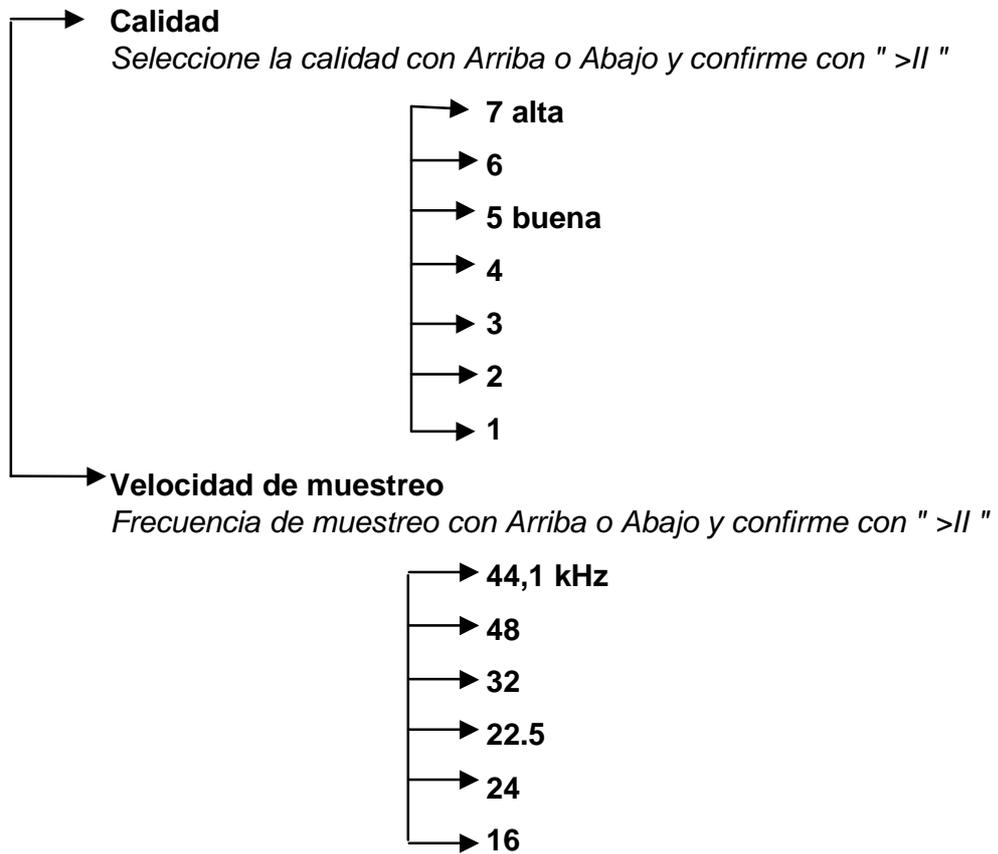 Calidad
Seleccione la calidad con Arriba o Abajo y confirme con " >II "
7 alta
6
5 buena
4
3
2
1
Velocidad de muestreo
Frecuencia de muestreo con Arriba o Abajo y confirme con " >II "
44,1 kHz
48
32
22.5
24
16